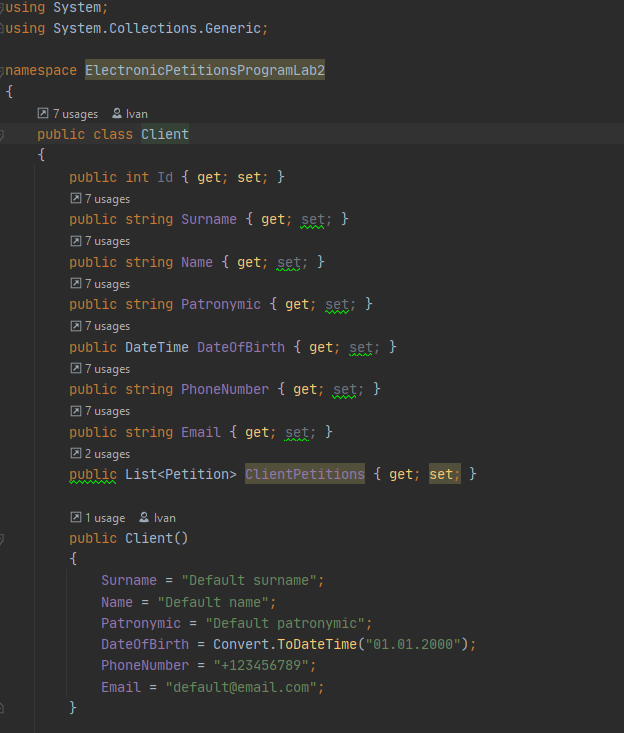 using System;
using System.Collections.Generic;
namespace ElectronicPetitionsProgramLab2
{
7 usages Ivan
public class Client
{
public int Id { get; set; }
7 usages
public string Surname { get; set; }
7 usages
public string Name { get; set; }
7 usages
public string Patronymic { get; set; }
7 usages
public DateTime DateOfBirth { get; set; }
7 usages
public string PhoneNumber { get; set; }
7 usages
public string Email { get; set; }
2 usages
public List<Petition> ClientPetitions { get; set; }
1 usage Ivan
public Client()
{
Surname = "Default surname";
Name = "Default name";
Patronymic = "Default patronymic";
DateOfBirth = Convert.ToDateTime("01.01.2000");
PhoneNumber = "+123456789";
Email = "default@email.com";
}